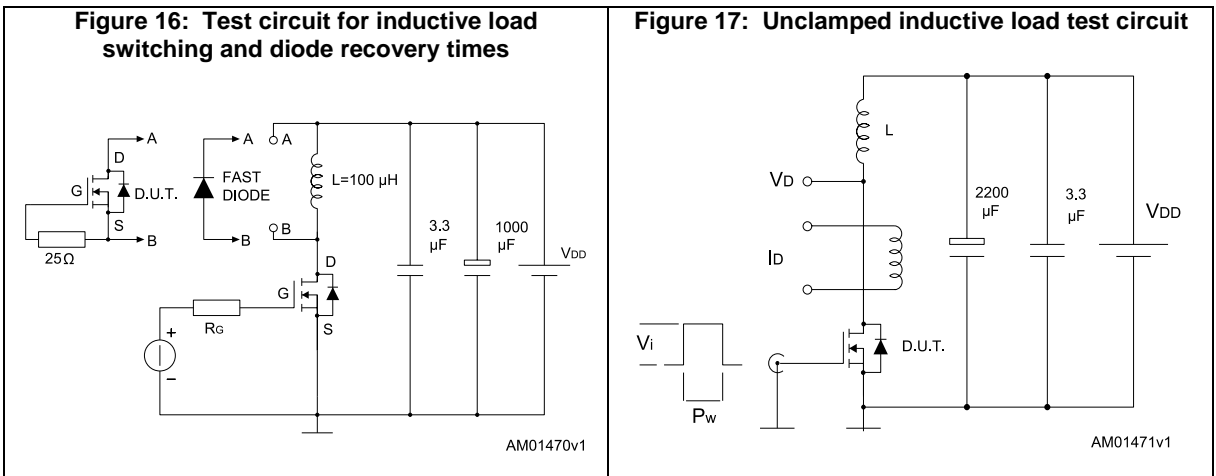 Figure 16: Test circuit for inductive load
switching and diode recovery times
A
D
G
D.U.T.
S
B
25Ω
A
FAST
DIODE
B
A
L=100 µH
B
D
G
S
RG
+
–
3.3
µF
1000
µF
VDD
AM01470v1
Figure 17: Unclamped inductive load test circuit
L
VD
ID
2200
µF
3.3
µF
VDD
Vi
Pw
D.U.T.
AM01471v1